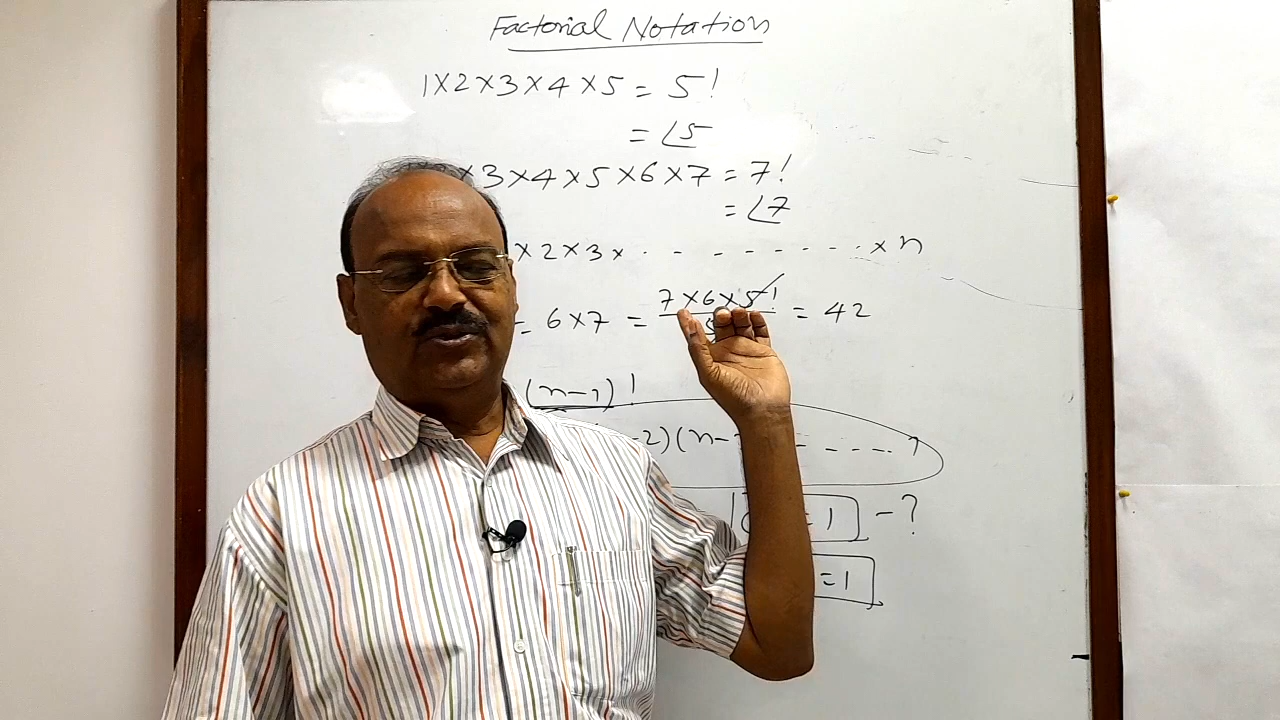 Factorial Notation
1×2×3×4×5 = 5!
= ∠5
×3×4×5×6×7 = 7!
= ∠7
×2×3× . - - - - - - . × n
= 6×7 = 7×6×5! = 42
(n-1)!
-2)(n- - - - - .
= 1 - ?
= 1